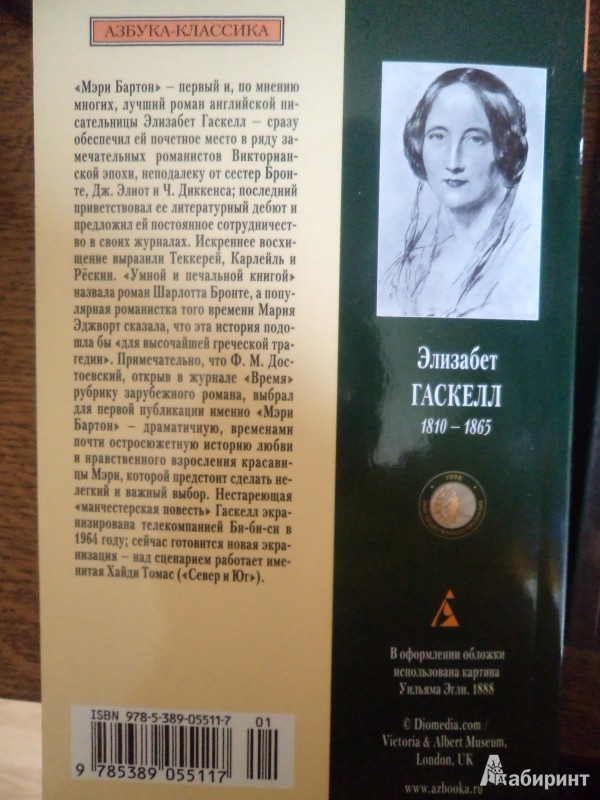 АЗБУКА-КЛАССИКА
«Мэри Бартон» – первый и, по мнению
многих, лучший роман английской пи-
сательницы Элизабет Гаскелл – сразу
обеспечил ей почетное место в ряду за-
мечательных романистов Викториан-
ской эпохи, неподалеку от сестер Брон-
те, Дж. Элиот и Ч. Диккенса; последний
приветствовал ее литературный дебют и
предложил ей постоянное сотрудничест-
во в своих журналах. Искреннее восхи-
щение выразили Теккерей, Карлейль и
Рёскин. «Умной и печальной книгой»
назвала роман Шарлотта Бронте, а попу-
лярная романистка того времени Мария
Эджворт сказала, что эта история подо-
шла бы «для высочайшей греческой тра-
гедии». Примечательно, что Ф. М. Дос-
тоевский, открыв в журнале «Время»
рубрику зарубежного романа, выбрал
для первой публикации именно «Мэри
Бартон» – драматичную, временами
почти остросюжетную историю любви
и нравственного взросления красави-
цы Мэри, которой предстоит сделать не-
легкий и важный выбор. Нестареющая
«манчестерская повесть» Гаскелл экра-
низирована телекомпанией Би-би-си в
1964 году; сейчас готовится новая экра-
низация – над сценарием работает име-
нитая Хайди Томас («Север и Юг»).
ISBN 978-5-389-05511-7
01
9 785389 055117
Элизабет
ГАСКЕЛЛ
1810 – 1865
1998
В оформлении обложки
использована картина
Уильяма Эгли. 1888
© Diomedia.com /
Victoria & Albert Museum,
London, UK
www.azbooka.ru
Лабиринт